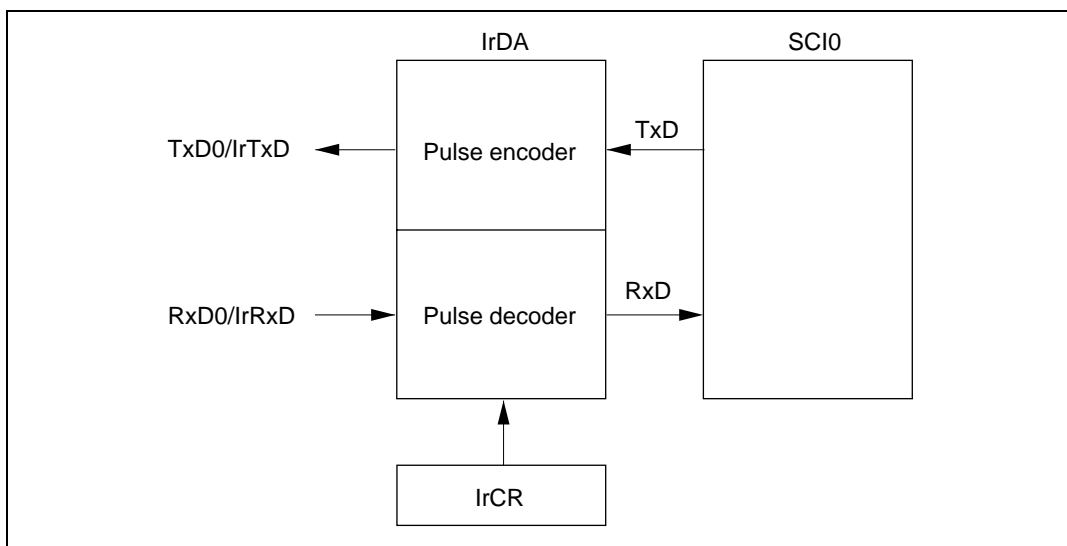 IrDA
SCI0
TxD0/IrTxD
Pulse encoder
TxD
RxD0/IrRxD
Pulse decoder
RxD
IrCR